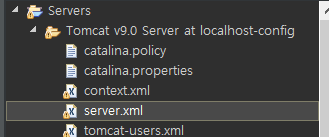 Servers
Tomcat v9.0 Server at localhost-config
catalina.policy
catalina.properties
context.xml
server.xml
tomcat-users.xml